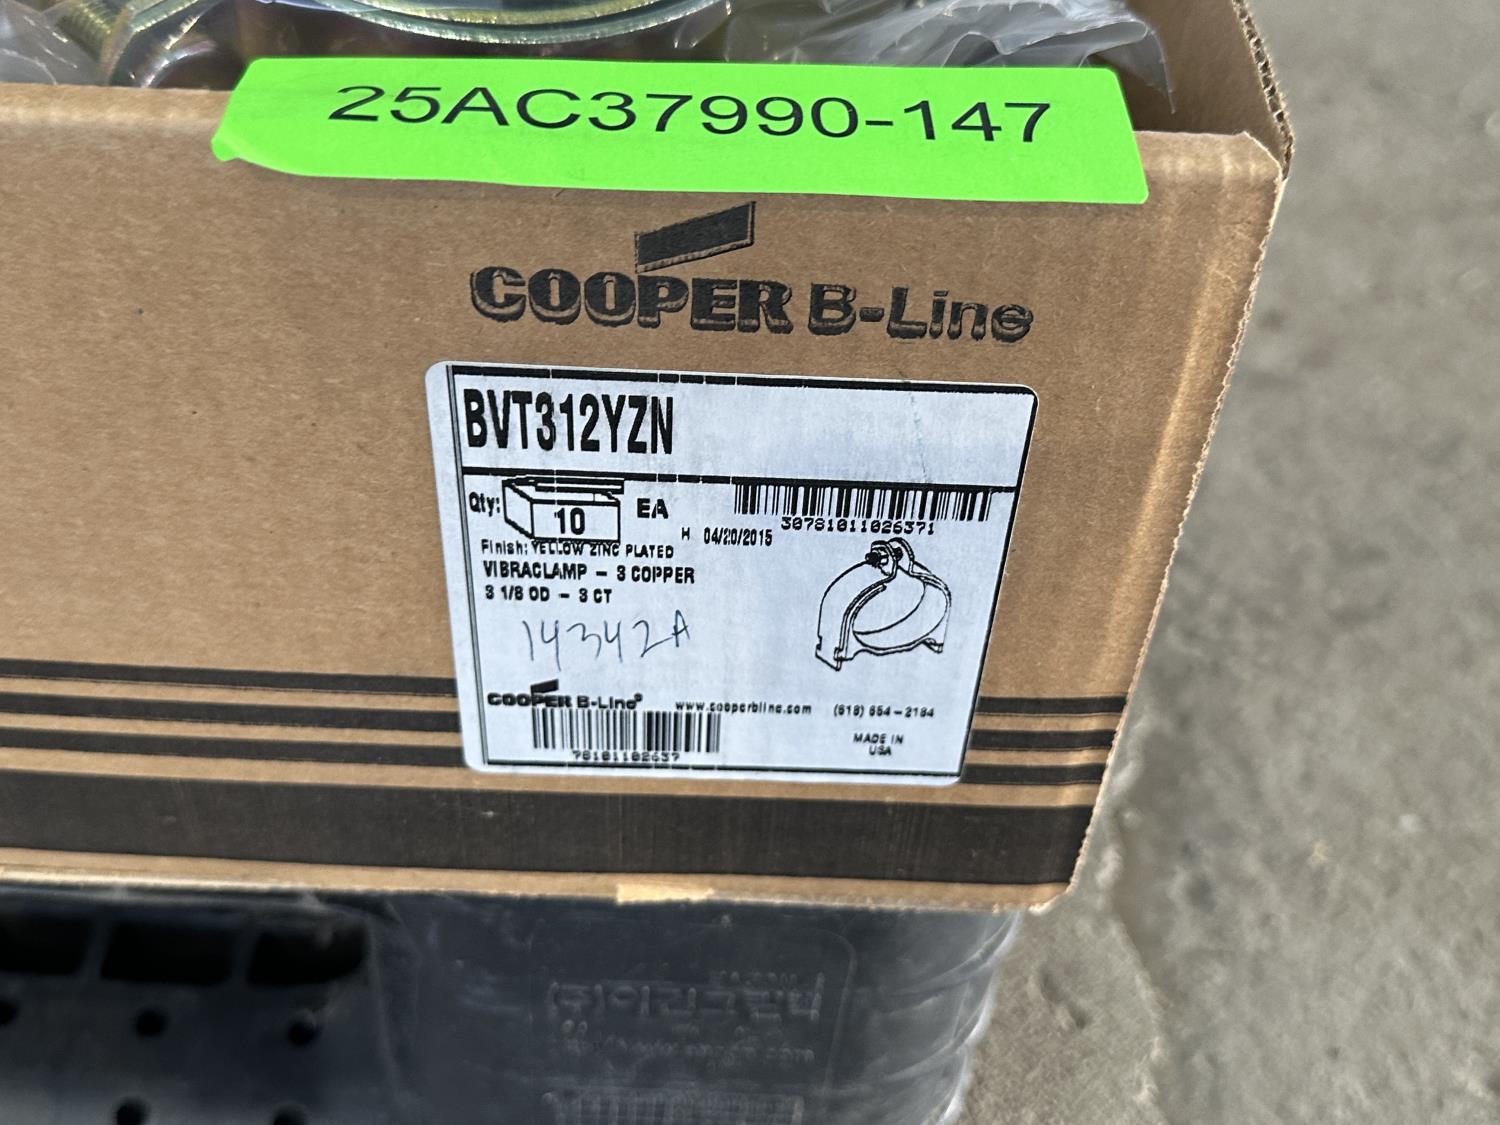 25AC37990-147
COOPER B-Line
BVT312YZN
Qty: 10 EA
30781011026371
H 04/20/2015
Finish: YELLOW ZINC PLATED
VIBRACLAMP - 3 COPPER
3 1/8 OD - 3 CT
14342A
COOPER B-Line®
www.cooperbline.com (618) 654-2184
78101102637
MADE IN
USA